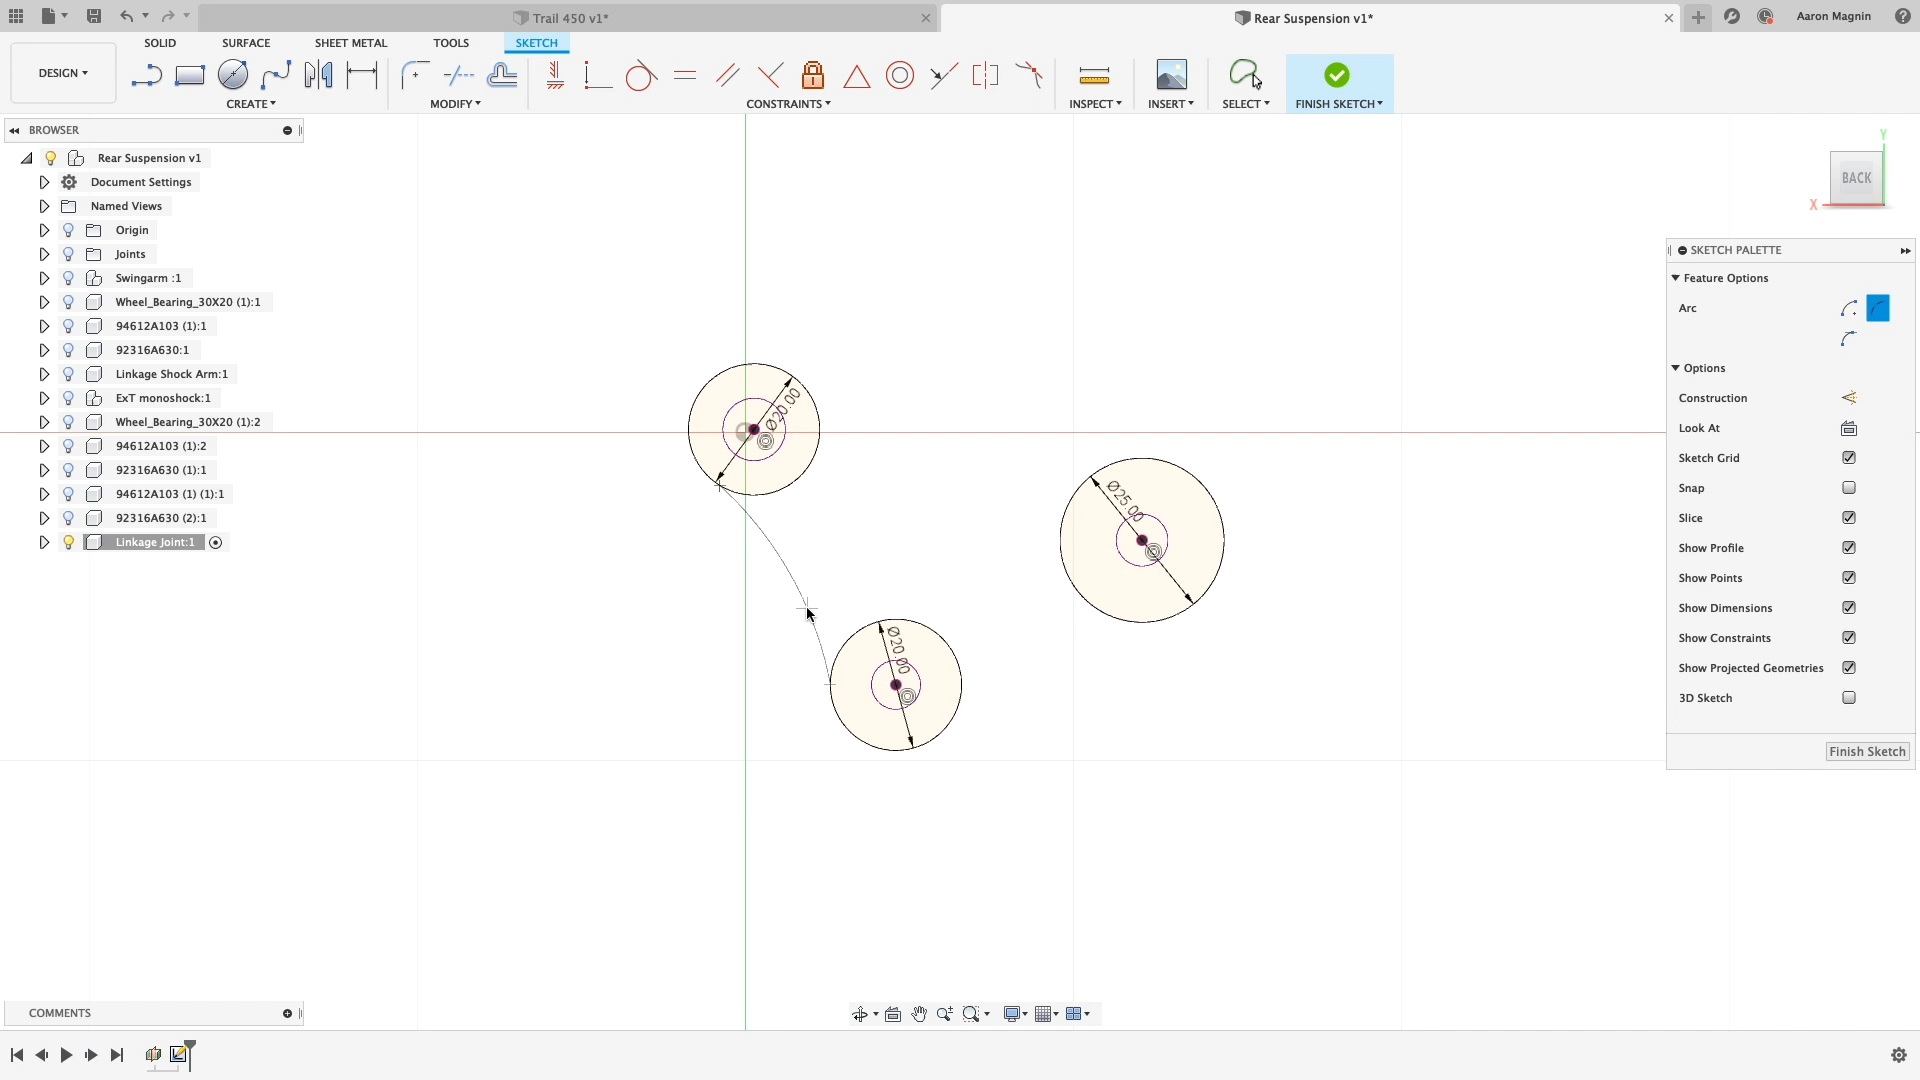 Trail 450 v1*
Rear Suspension v1*
Aaron Magnin
DESIGN
SOLID
SURFACE
SHEET METAL
TOOLS
SKETCH
CREATE
MODIFY
CONSTRAINTS
INSPECT
INSERT
SELECT
FINISH SKETCH
BROWSER
Rear Suspension v1
Document Settings
Named Views
Origin
Joints
Swingarm :1
Wheel_Bearing_30X20 (1):1
94612A103 (1):1
92316A630:1
Linkage Shock Arm:1
ExT monoshock:1
Wheel_Bearing_30X20 (1):2
94612A103 (1):2
92316A630 (1):1
94612A103 (1) (1):1
92316A630 (2):1
Linkage Joint:1
Ø20.00
Ø25.00
Ø20.00
Y
BACK
X
SKETCH PALETTE
Feature Options
Arc
Options
Construction
Look At
Sketch Grid
Snap
Slice
Show Profile
Show Points
Show Dimensions
Show Constraints
Show Projected Geometries
3D Sketch
Finish Sketch
COMMENTS